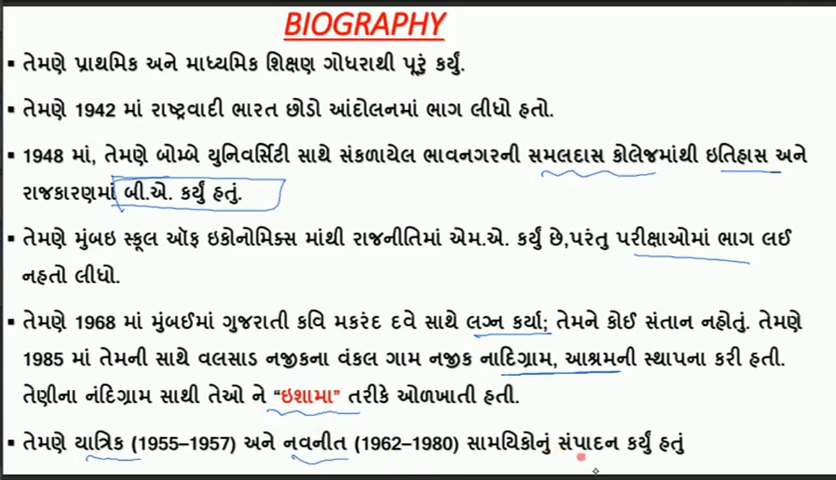 BIOGRAPHY
▪ તેમણે પ્રાથમિક અને માધ્યમિક શિક્ષણ ગોધરાથી પૂરું કર્યું.
▪ તેમણે 1942 માં રાષ્ટ્રવાદી ભારત છોડો આંદોલનમાં ભાગ લીધો હતો.
▪ 1948 માં, તેમણે બોમ્બે યુનિવર્સિટી સાથે સંકળાયેલ ભાવનગરની સમલદાસ કોલેજમાંથી ઇતિહાસ અને
રાજકારણમાં બી.એ. કર્યું હતું.
▪ તેમણે મુંબઇ સ્કૂલ ઑફ ઇકોનોમિક્સ માંથી રાજનીતિમાં એમ.એ. કર્યું છે,પરંતુ પરીક્ષાઓમાં ભાગ લઈ
નહતો લીધો.
▪ તેમણે 1968 માં મુંબઈમાં ગુજરાતી કવિ મકરંદ દવે સાથે લગ્ન કર્યા; તેમને કોઈ સંતાન નહોતું. તેમણે
1985 માં તેમની સાથે વલસાડ નજીકના વંકલ ગામ નજીક નાદિગ્રામ, આશ્રમની સ્થાપના કરી હતી.
તેણીના નંદિગ્રામ સાથી તેઓ ને “ઇશામા” તરીકે ઓળખાતી હતી.
▪ તેમણે યાત્રિક (1955–1957) અને નવનીત (1962–1980) સામયિકોનું સંપાદન કર્યું હતું